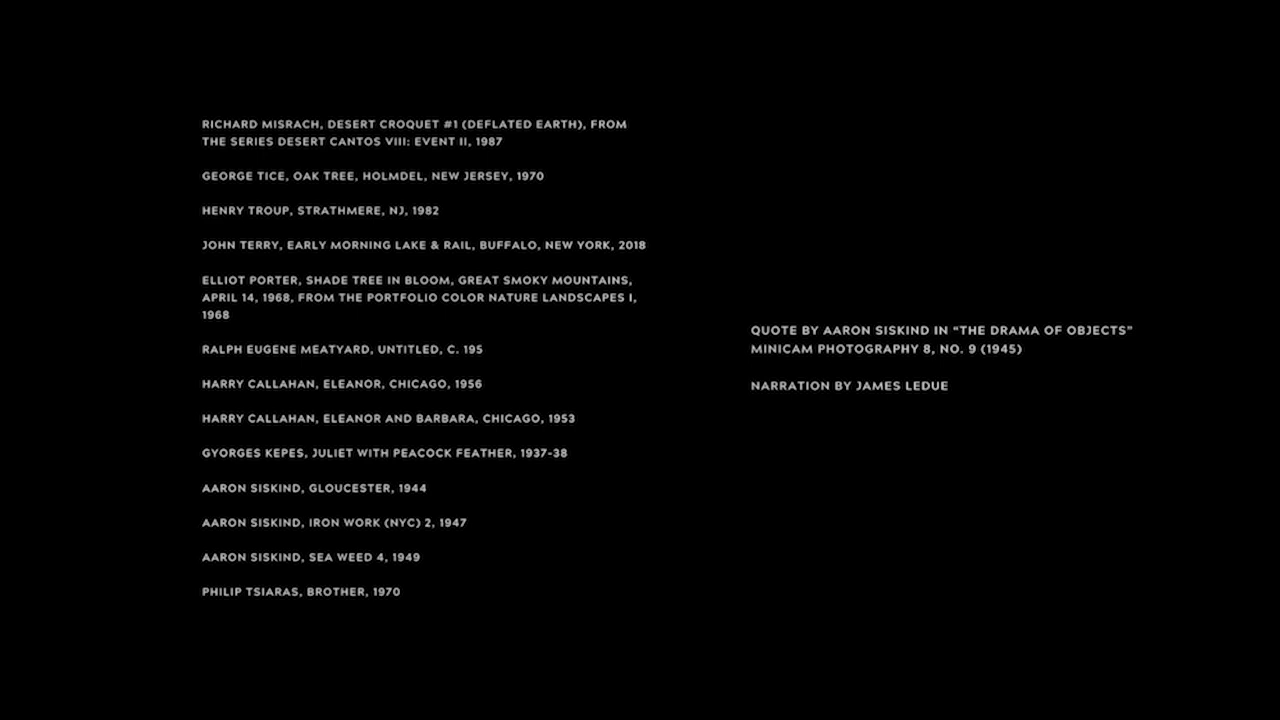 RICHARD MISRACH, DESERT CROQUET #1 (DEFLATED EARTH), FROM
THE SERIES DESERT CANTOS VIII: EVENT II, 1987
GEORGE TICE, OAK TREE, HOLMDEL, NEW JERSEY, 1970
HENRY TROUP, STRATHMERE, NJ, 1982
JOHN TERRY, EARLY MORNING LAKE & RAIL, BUFFALO, NEW YORK, 2018
ELLIOT PORTER, SHADE TREE IN BLOOM, GREAT SMOKY MOUNTAINS,
APRIL 14, 1968, FROM THE PORTFOLIO COLOR NATURE LANDSCAPES I,
1968
RALPH EUGENE MEATYARD, UNTITLED, C. 195
HARRY CALLAHAN, ELEANOR, CHICAGO, 1956
HARRY CALLAHAN, ELEANOR AND BARBARA, CHICAGO, 1953
GYORGES KEPES, JULIET WITH PEACOCK FEATHER, 1937-38
AARON SISKIND, GLOUCESTER, 1944
AARON SISKIND, IRON WORK (NYC) 2, 1947
AARON SISKIND, SEA WEED 4, 1949
PHILIP TSIARAS, BROTHER, 1970
QUOTE BY AARON SISKIND IN “THE DRAMA OF OBJECTS”
MINICAM PHOTOGRAPHY 8, NO. 9 (1945)
NARRATION BY JAMES LEDUE